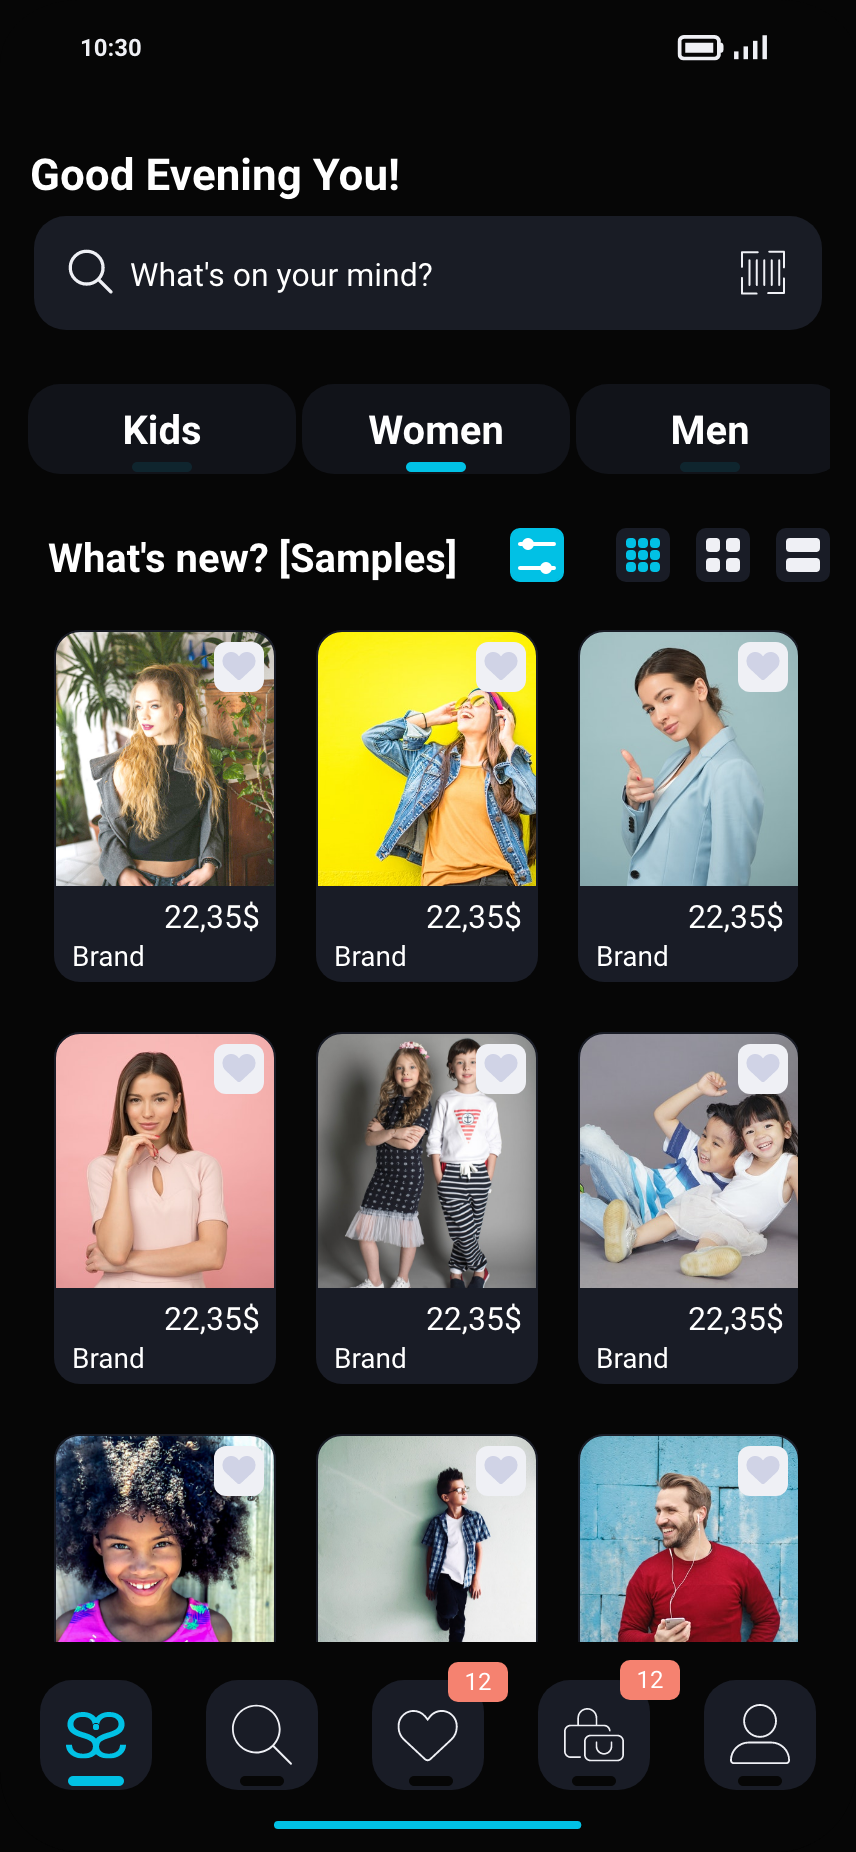 10:30
Good Evening You!
What's on your mind?
Kids
Women
Men
What's new? [Samples]
22,35$
Brand
22,35$
Brand
22,35$
Brand
22,35$
Brand
22,35$
Brand
22,35$
Brand
12
12